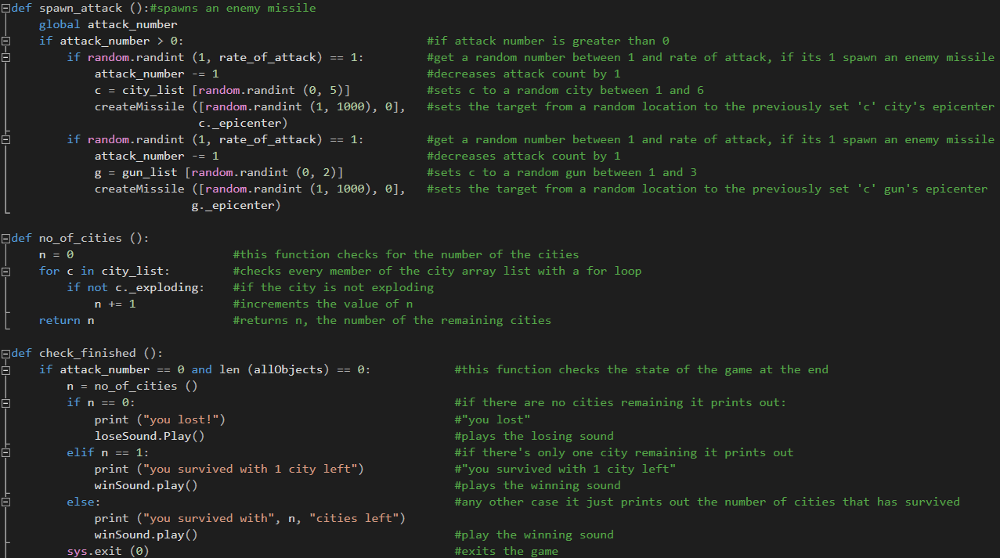 def spawn_attack ():#spawns an enemy missile
    global attack_number
    if attack_number > 0:                                   #if attack number is greater than 0
        if random.randint (1, rate_of_attack) == 1:         #get a random number between 1 and rate of attack, if its 1 spawn an enemy missile
            attack_number -= 1                              #decreases attack count by 1
            c = city_list [random.randint (0, 5)]           #sets c to a random city between 1 and 6
            createMissile ([random.randint (1, 1000), 0],   #sets the target from a random location to the previously set 'c' city's epicenter
                           c._epicenter)
        if random.randint (1, rate_of_attack) == 1:         #get a random number between 1 and rate of attack, if its 1 spawn an enemy missile
            attack_number -= 1                              #decreases attack count by 1
            g = gun_list [random.randint (0, 2)]            #sets c to a random gun between 1 and 3
            createMissile ([random.randint (1, 1000), 0],   #sets the target from a random location to the previously set 'c' gun's epicenter
                          g._epicenter)

def no_of_cities ():
    n = 0                       #this function checks for the number of the cities
    for c in city_list:         #checks every member of the city array list with a for loop
        if not c._exploding:    #if the city is not exploding
            n += 1              #increments the value of n
    return n                    #returns n, the number of the remaining cities

def check_finished ():
    if attack_number == 0 and len (allObjects) == 0:            #this function checks the state of the game at the end
        n = no_of_cities ()
        if n == 0:                                              #if there are no cities remaining it prints out:
            print ("you lost!")                                 #"you lost"
            loseSound.Play()                                    #plays the losing sound
        elif n == 1:                                            #if there's only one city remaining it prints out
            print ("you survived with 1 city left")             #"you survived with 1 city left"
            winSound.play()                                     #plays the winning sound
        else:                                                   #any other case it just prints out the number of cities that has survived
            print ("you survived with", n, "cities left")
            winSound.play()                                     #play the winning sound
        sys.exit (0)                                            #exits the game